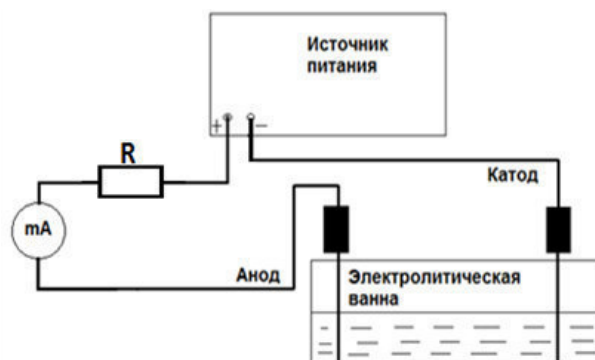 Источник
питания
+ −
R
Катод
mA
Анод
Электролитическая
ванна